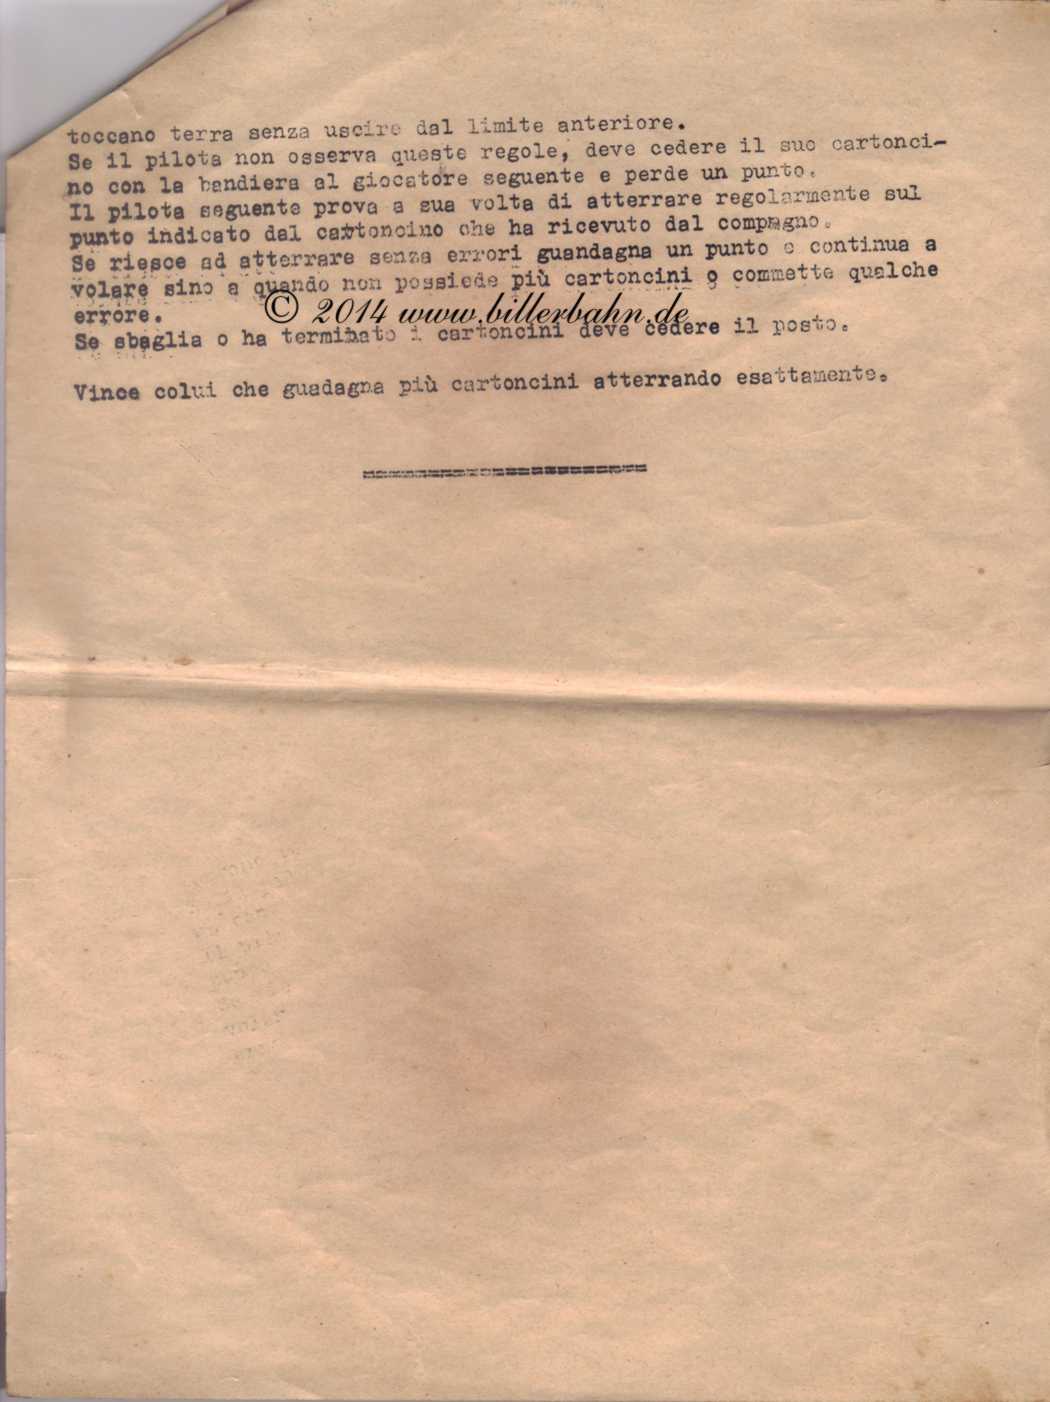 toccano terra senza uscire dal limite anteriore.
Se il pilota non osserva queste regole, deve cedere il suo cartonci-
no con la bandiera al giocatore seguente e perde un punto.
Il pilota seguente prova a sua volta di atterrare regolarmente sul
punto indicato dal cartoncino che ha ricevuto dal compagno.
Se riesce ad atterrare senza errori guandagna un punto e continua a
volare sino a quando non possiede più cartoncini o commette qualche
errore.
© 2014 www.billerbahn.de
Se sbaglia o ha terminato i cartoncini deve cedere il posto.
Vince colui che guadagna più cartoncini atterrando esattamente.